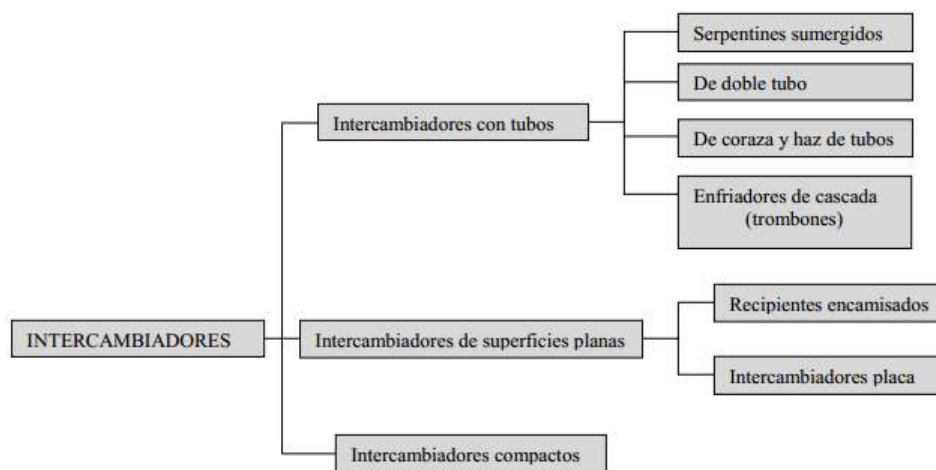 Serpentines sumergidos
De doble tubo
Intercambiadores con tubos
De coraza y haz de tubos
Enfriadores de cascada
(trombones)
Recipientes encamisados
INTERCAMBIADORES
Intercambiadores de superficies planas
Intercambiadores placa
Intercambiadores compactos